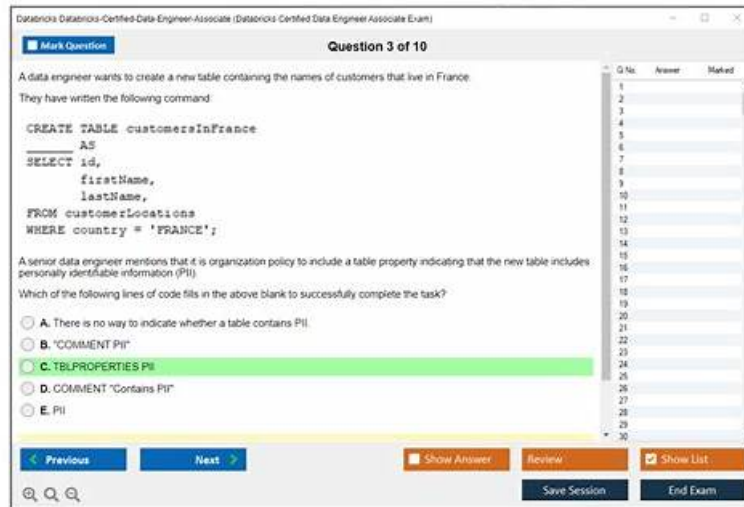 Databricks Databricks-Certified-Data-Engineer-Associate (Databricks Certified Data Engineer Associate Exam)
Mark Question
Question 3 of 10
Q No. Answer Marked
A data engineer wants to create a new table containing the names of customers that live in France.
They have written the following command:
CREATE TABLE customersInFrance
______ AS
SELECT id,
firstName,
lastName,
FROM customerLocations
WHERE country = 'FRANCE';
A senior data engineer mentions that it is organization policy to include a table property indicating that the new table includes
personally identifiable information (PII).
Which of the following lines of code fills in the above blank to successfully complete the task?
A. There is no way to indicate whether a table contains PII.
B. "COMMENT PII"
C. TBLPROPERTIES PII
D. COMMENT "Contains PII"
E. PII
1
2
3
4
5
6
7
8
9
10
11
12
13
14
15
16
17
18
19
20
21
22
23
24
25
26
27
28
29
30
Previous
Next
Show Answer
Review
Show List
Save Session
End Exam